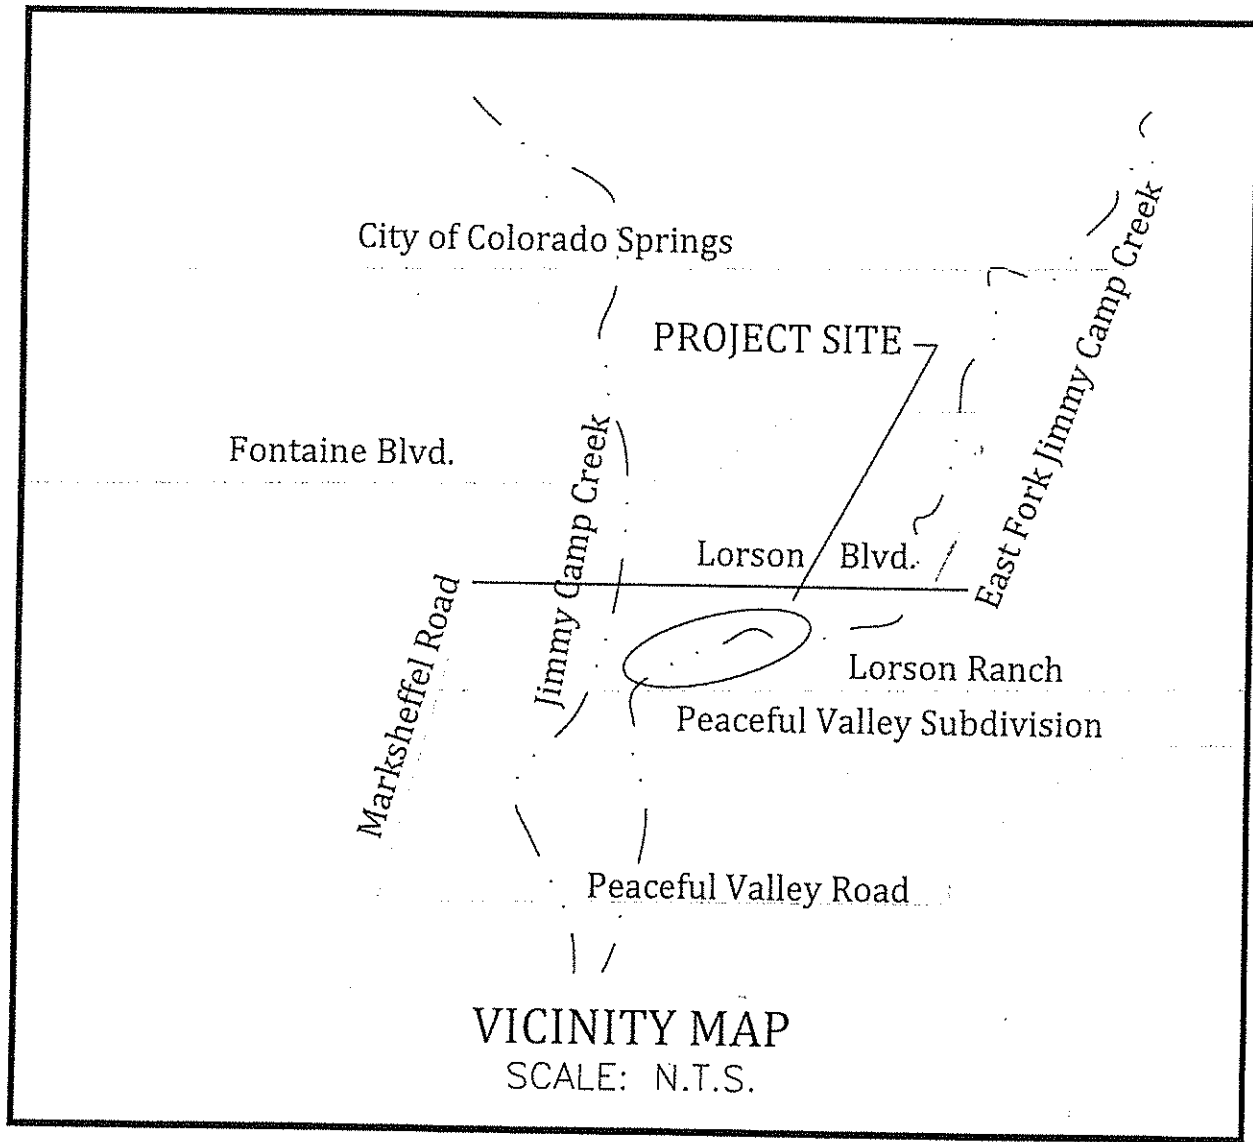 City of Colorado Springs
PROJECT SITE
East Fork Jimmy Camp Creek
Fontaine Blvd.
Jimmy Camp Creek
Lorson Blvd.
Marksheffel Road
Lorson Ranch
Peaceful Valley Subdivision
Peaceful Valley Road
VICINITY MAP
SCALE: N.T.S.